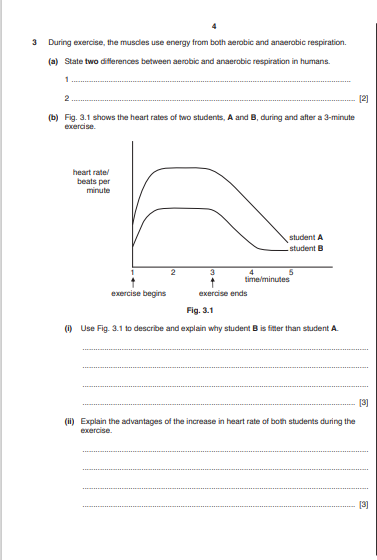 4
3 During exercise, the muscles use energy from both aerobic and anaerobic respiration.
(a) State two differences between aerobic and anaerobic respiration in humans.
1
2 [2]
(b) Fig. 3.1 shows the heart rates of two students, A and B, during and after a 3-minute
exercise.
heart rate/
beats per
minute
student A
student B
1 2 3 4 5
time/minutes
exercise begins exercise ends
Fig. 3.1
(i) Use Fig. 3.1 to describe and explain why student B is fitter than student A.
[3]
(ii) Explain the advantages of the increase in heart rate of both students during the
exercise.
[3]